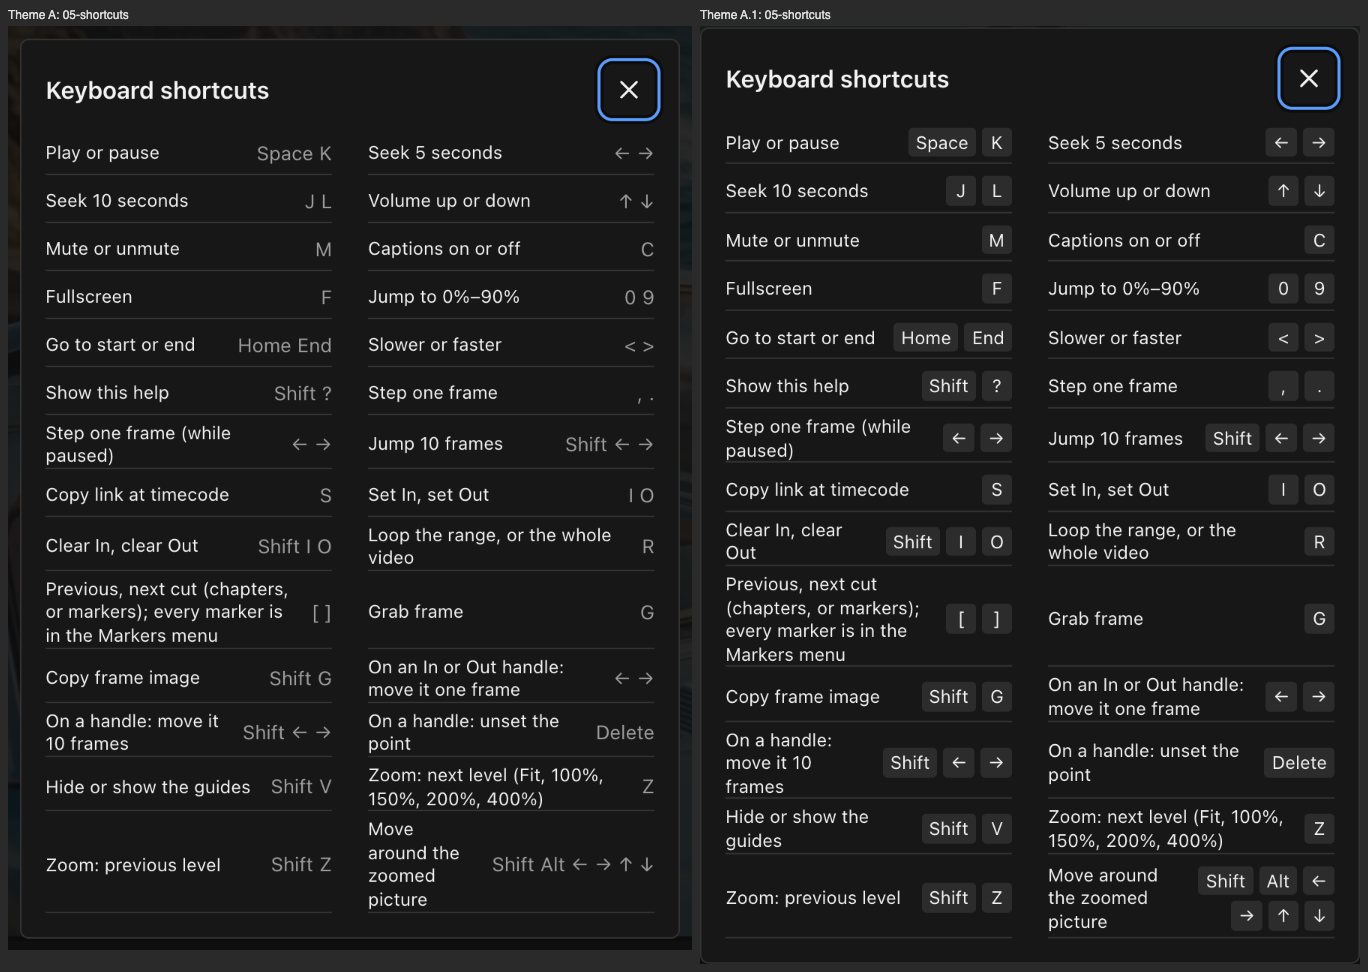 Theme A: 05-shortcuts
Keyboard shortcuts
Play or pause Space K
Seek 5 seconds ← →
Seek 10 seconds J L
Volume up or down ↑ ↓
Mute or unmute M
Captions on or off C
Fullscreen F
Jump to 0%–90% 0 9
Go to start or end Home End
Slower or faster < >
Show this help Shift ?
Step one frame , .
Step one frame (while
paused) ← →
Jump 10 frames Shift ← →
Copy link at timecode S
Set In, set Out I O
Clear In, clear Out Shift I O
Loop the range, or the whole
video R
Previous, next cut (chapters,
or markers); every marker is
in the Markers menu [ ]
Grab frame G
Copy frame image Shift G
On an In or Out handle:
move it one frame ← →
On a handle: move it
10 frames Shift ← →
On a handle: unset the
point Delete
Hide or show the guides Shift V
Zoom: next level (Fit, 100%,
150%, 200%, 400%) Z
Zoom: previous level Shift Z
Move
around the
zoomed
picture Shift Alt ← → ↑ ↓
Theme A.1: 05-shortcuts
Keyboard shortcuts
Play or pause Space K
Seek 5 seconds ← →
Seek 10 seconds J L
Volume up or down ↑ ↓
Mute or unmute M
Captions on or off C
Fullscreen F
Jump to 0%–90% 0 9
Go to start or end Home End
Slower or faster < >
Show this help Shift ?
Step one frame , .
Step one frame (while
paused) ← →
Jump 10 frames Shift ← →
Copy link at timecode S
Set In, set Out I O
Clear In, clear
Out Shift I O
Loop the range, or the
whole video R
Previous, next cut
(chapters, or markers);
every marker is in the
Markers menu [ ]
Grab frame G
Copy frame image Shift G
On an In or Out handle:
move it one frame ← →
On a handle:
move it 10
frames Shift ← →
On a handle: unset the
point Delete
Hide or show the
guides Shift V
Zoom: next level (Fit, 100%,
150%, 200%, 400%) Z
Zoom: previous level Shift Z
Move around
the zoomed
picture Shift Alt ←
→ ↑ ↓